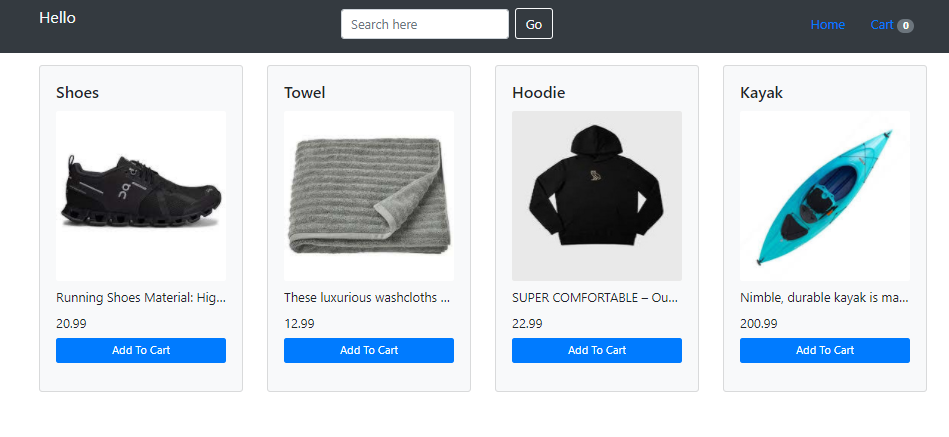 Hello
Search here
Go
Home
Cart 0
Shoes
Running Shoes Material: Hig...
20.99
Add To Cart
Towel
These luxurious washcloths ...
12.99
Add To Cart
Hoodie
SUPER COMFORTABLE – Ou...
22.99
Add To Cart
Kayak
Nimble, durable kayak is ma...
200.99
Add To Cart